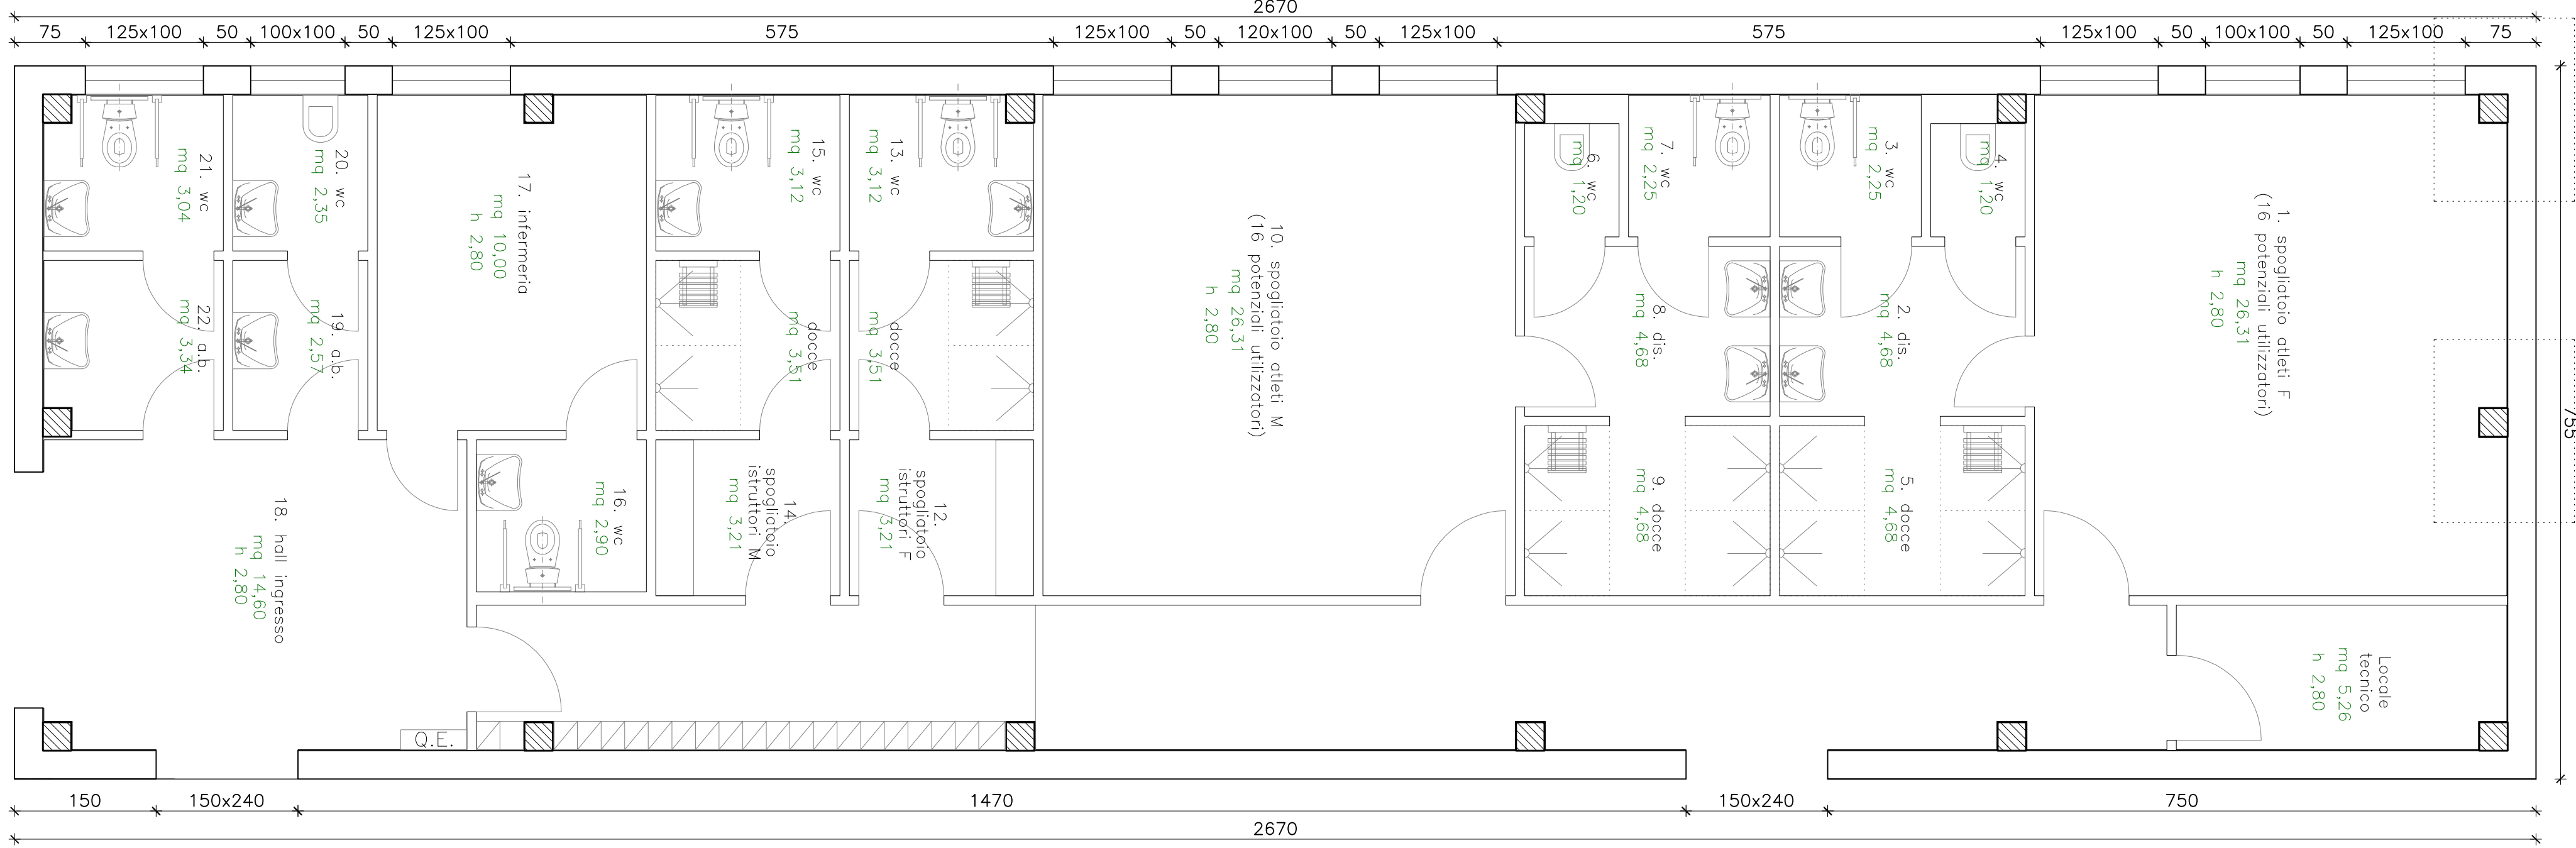 2670
75 125x100 50 100x100 50 125x100 575 125x100 50 120x100 50 125x100 575 125x100 50 100x100 50 125x100 75
21. wc
mq 3,04
20. wc
mq 2,35
17. infermeria
mq 10,00
h 2,80
15. wc
mq 3,12
13. wc
mq 3,12
10. spogliatoio atleti M
(16 potenziali utilizzatori)
mq 26,31
h 2,80
6. wc
mq 1,20
7. wc
mq 2,25
3. wc
mq 2,25
4. wc
mq 1,20
1. spogliatoio atleti F
(16 potenziali utilizzatori)
mq 26,31
h 2,80
755
22. a.b.
mq 3,34
19. a.b.
mq 2,57
docce
mq 3,51
docce
mq 3,51
8. dis.
mq 4,68
2. dis.
mq 4,68
18. hall ingresso
mq 14,60
h 2,80
16. wc
mq 2,90
14.
spogliatoio
istruttori M
mq 3,21
12.
spogliatoio
istruttori F
mq 3,21
9. docce
mq 4,68
5. docce
mq 4,68
Locale
tecnico
mq 5,26
h 2,80
Q.E.
150 150x240 1470 150x240 750
2670